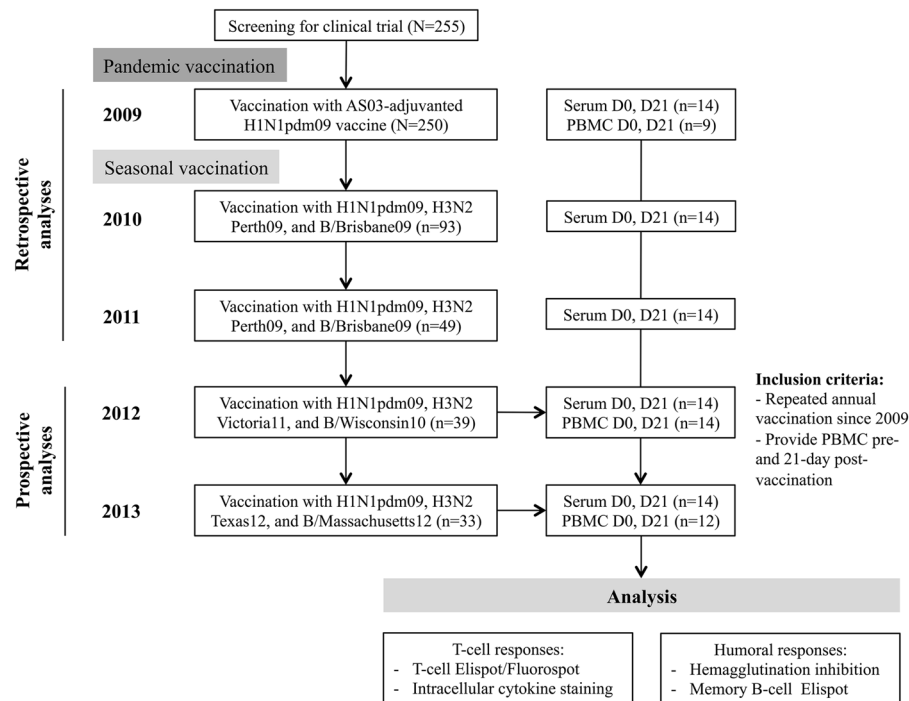 Screening for clinical trial (N=255)
Pandemic vaccination
Retrospective
analyses
2009
Vaccination with AS03-adjuvanted
H1N1pdm09 vaccine (N=250)
Serum D0, D21 (n=14)
PBMC D0, D21 (n=9)
Seasonal vaccination
2010
Vaccination with H1N1pdm09, H3N2
Perth09, and B/Brisbane09 (n=93)
Serum D0, D21 (n=14)
2011
Vaccination with H1N1pdm09, H3N2
Perth09, and B/Brisbane09 (n=49)
Serum D0, D21 (n=14)
Prospective
analyses
2012
Vaccination with H1N1pdm09, H3N2
Victoria11, and B/Wisconsin10 (n=39)
Serum D0, D21 (n=14)
PBMC D0, D21 (n=14)
Inclusion criteria:
- Repeated annual
vaccination since 2009
- Provide PBMC pre-
and 21-day post-
vaccination
2013
Vaccination with H1N1pdm09, H3N2
Texas12, and B/Massachusetts12 (n=33)
Serum D0, D21 (n=14)
PBMC D0, D21 (n=12)
Analysis
T-cell responses:
- T-cell Elispot/Fluorospot
- Intracellular cytokine staining
Humoral responses:
- Hemagglutination inhibition
- Memory B-cell Elispot